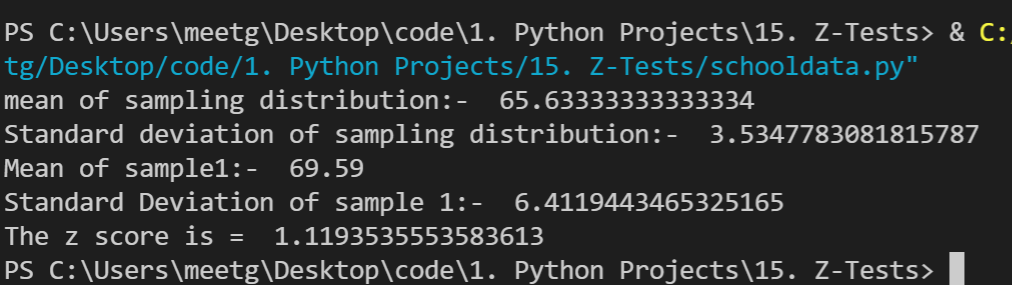 PS C:\Users\meetg\Desktop\code\1. Python Projects\15. Z-Tests> & C:
tg/Desktop/code/1. Python Projects/15. Z-Tests/schooldata.py"
mean of sampling distribution:-  65.63333333333334
Standard deviation of sampling distribution:-  3.5347783081815787
Mean of sample1:-  69.59
Standard Deviation of sample 1:-  6.4119443465325165
The z score is =  1.1193535553583613
PS C:\Users\meetg\Desktop\code\1. Python Projects\15. Z-Tests>